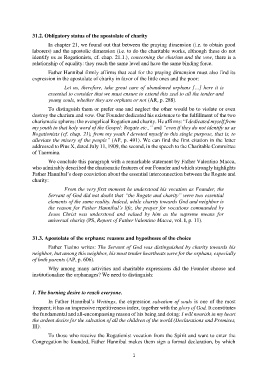 31.2. Obligatory status of the apostolate of charity
In chapter 21, we found out that between the praying dimension (i.e. to obtain good
laborers) and the apostolic dimension (i.e. to do the charitable works, although these do not
identify us as Rogationists, cf. chap. 21.1.), concerning the charism and the vow, there is a
relationship of equality: they reach the same level and have the same binding force.
Father Hannibal firmly affirms that zeal for the praying dimension must also find its
expression in the apostolate of charity in favor of the little ones and the poor:
Let us, therefore, take great care of abandoned orphans […] here it is
essential to consider that we must ensure to extend this zeal to all the tender and
young souls, whether they are orphans or not (AR, p. 208).
To distinguish them or prefer one and neglect the other would be to violate or even
destroy the charism and vow. Our Founder dedicated his existence to the fulfillment of the two
charismatic spheres: the evangelical Rogation and charity. He affirms: "I dedicated myself from
my youth in that holy word of the Gospel: Rogate etc.," and "even if they do not identify us as
Rogationists (cf. chap. 21), from my youth I devoted myself to this single purpose, that is, to
alleviate the misery of the people" (AP, p. 401). We can find the first charism in the letter
addressed to Pius X, dated July 11, 1909; the second, in the speech to the Charitable Committee
of Taormina.
We conclude this paragraph with a remarkable statement by Father Valentino Macca,
who admirably described the charismatic features of our Founder and which strongly highlights
Father Hannibal's deep conviction about the essential interconnection between the Rogate and
charity:
From the very first moment he understood his vocation as Founder, the
Servant of God did not doubt that "the Rogate and charity" were two essential
elements of the same reality. Indeed, while charity towards God and neighbor is
the reason for Father Hannibal's life, the prayer for vocations commanded by
Jesus Christ was understood and valued by him as the supreme means for
universal charity (PS, Report of Father Valentino Macca, vol. I, p. 11).
31.3. Apostolate of the orphans: reasons and hypotheses of the choice
Father Tusino writes: The Servant of God was distinguished by charity towards his
neighbor, but among this neighbor, his most tender heartbeats were for the orphans, especially
of both parents (AP, p. 606).
Why among many activities and charitable expressions did the Founder choose and
institutionalize the orphanages? We need to distinguish.
1. The burning desire to reach everyone.
In Father Hannibal's Writings, the expression salvation of souls is one of the most
frequent; it has an impressive repetitiveness index, together with the glory of God. It constitutes
the fundamental and all-encompassing reason of his being and doing: I will nourish in my heart
the ardent desire for the salvation of all the children of the world (Declarations and Promises,
III).
To those who receive the Rogationist vocation from the Spirit and want to enter the
Congregation he founded, Father Hannibal makes them sign a formal declaration, by which
2